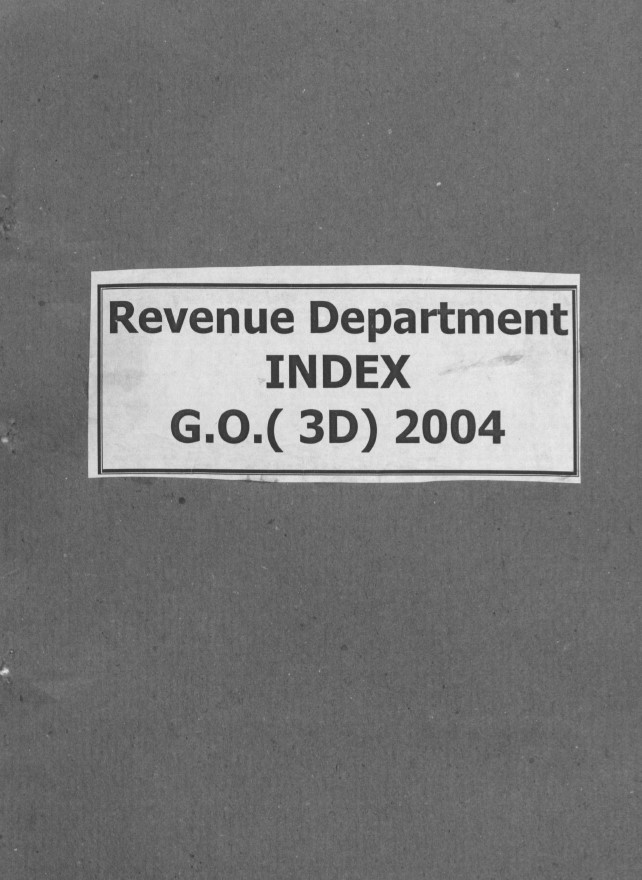 Revenue Department
INDEX
G.O.( 3D) 2004